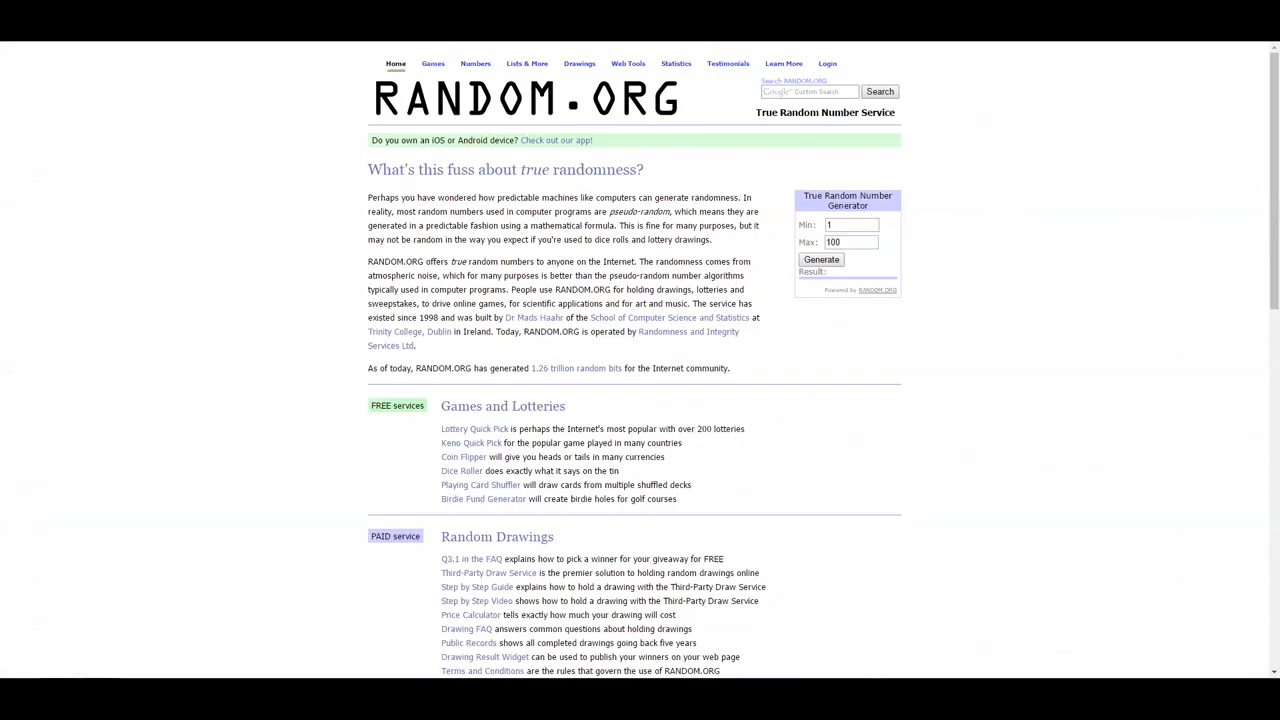 Home Games Numbers Lists & More Drawings Web Tools Statistics Testimonials Learn More Login
RANDOM.ORG
Search RANDOM.ORG
Google™ Custom Search Search
True Random Number Service
Do you own an iOS or Android device? Check out our app!
What's this fuss about true randomness?
Perhaps you have wondered how predictable machines like computers can generate randomness. In
reality, most random numbers used in computer programs are pseudo-random, which means they are
generated in a predictable fashion using a mathematical formula. This is fine for many purposes, but it
may not be random in the way you expect if you're used to dice rolls and lottery drawings.
RANDOM.ORG offers true random numbers to anyone on the Internet. The randomness comes from
atmospheric noise, which for many purposes is better than the pseudo-random number algorithms
typically used in computer programs. People use RANDOM.ORG for holding drawings, lotteries and
sweepstakes, to drive online games, for scientific applications and for art and music. The service has
existed since 1998 and was built by Dr Mads Haahr of the School of Computer Science and Statistics at
Trinity College, Dublin in Ireland. Today, RANDOM.ORG is operated by Randomness and Integrity
Services Ltd.
As of today, RANDOM.ORG has generated 1.26 trillion random bits for the Internet community.
True Random Number
Generator
Min: 1
Max: 100
Generate
Result:
Powered by RANDOM.ORG
FREE services
Games and Lotteries
Lottery Quick Pick is perhaps the Internet's most popular with over 200 lotteries
Keno Quick Pick for the popular game played in many countries
Coin Flipper will give you heads or tails in many currencies
Dice Roller does exactly what it says on the tin
Playing Card Shuffler will draw cards from multiple shuffled decks
Birdie Fund Generator will create birdie holes for golf courses
PAID service
Random Drawings
Q3.1 in the FAQ explains how to pick a winner for your giveaway for FREE
Third-Party Draw Service is the premier solution to holding random drawings online
Step by Step Guide explains how to hold a drawing with the Third-Party Draw Service
Step by Step Video shows how to hold a drawing with the Third-Party Draw Service
Price Calculator tells exactly how much your drawing will cost
Drawing FAQ answers common questions about holding drawings
Public Records shows all completed drawings going back five years
Drawing Result Widget can be used to publish your winners on your web page
Terms and Conditions are the rules that govern the use of RANDOM.ORG